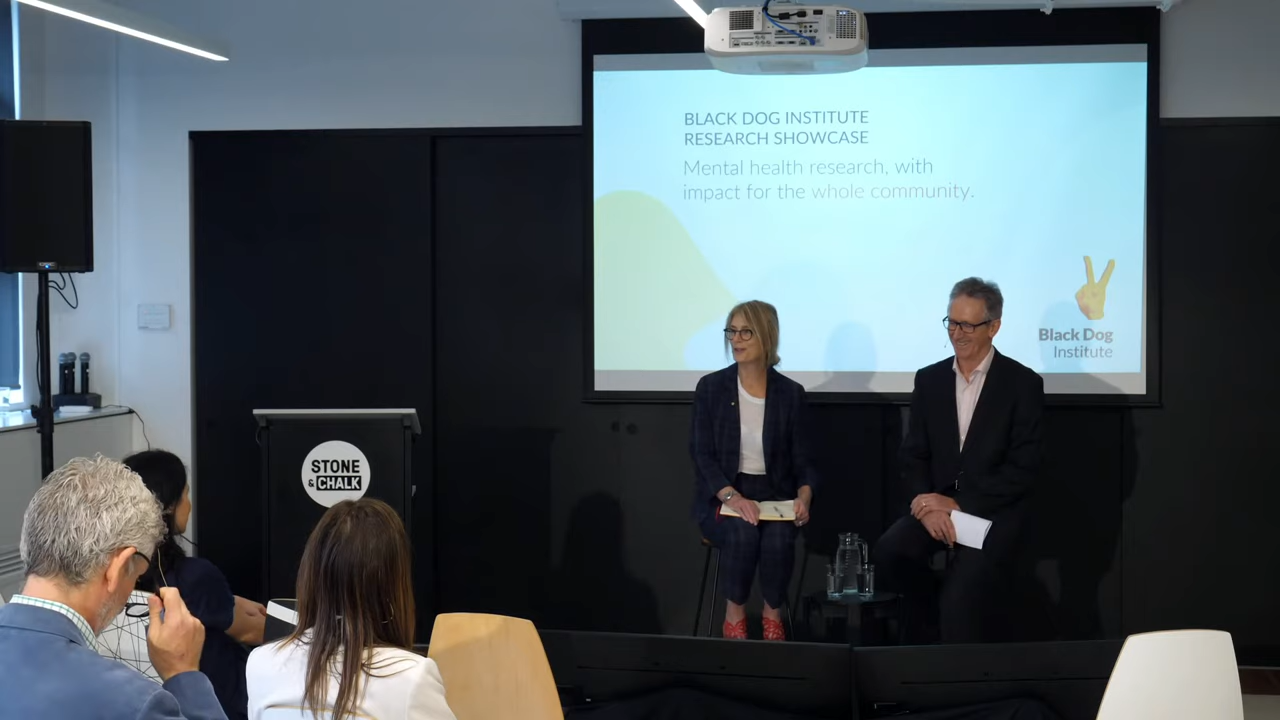 BLACK DOG INSTITUTE
RESEARCH SHOWCASE
Mental health research, with
impact for the whole community.
Black Dog
Institute
STONE
& CHALK